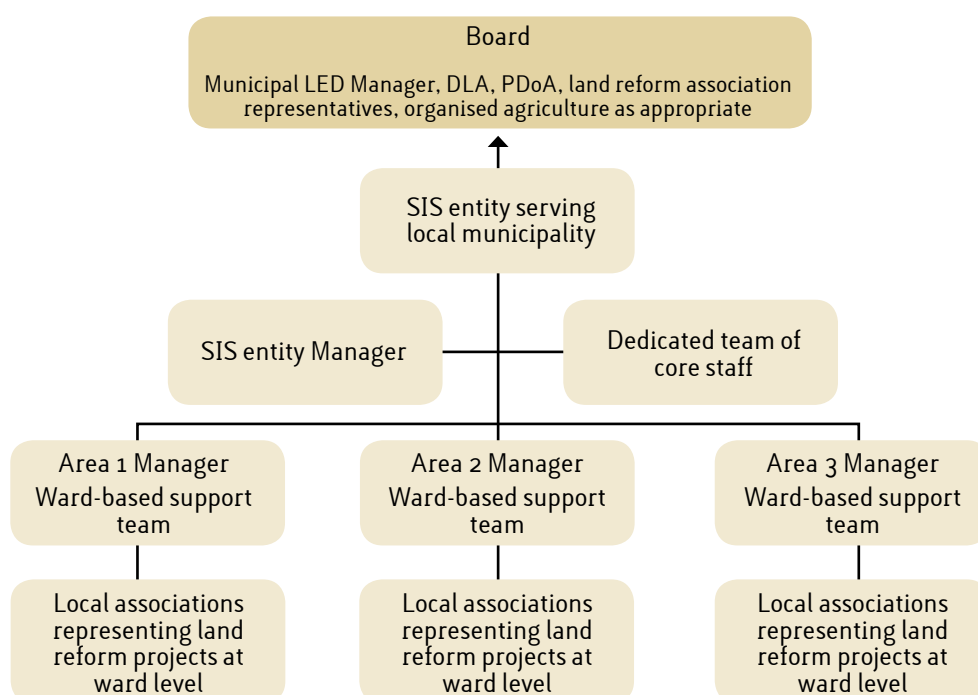 Board
Municipal LED Manager, DLA, PDoA, land reform association
representatives, organised agriculture as appropriate
SIS entity serving
local municipality
SIS entity Manager
Dedicated team of
core staff
Area 1 Manager
Ward-based support
team
Area 2 Manager
Ward-based support
team
Area 3 Manager
Ward-based support
team
Local associations
representing land
reform projects at
ward level
Local associations
representing land
reform projects at
ward level
Local associations
representing land
reform projects at
ward level